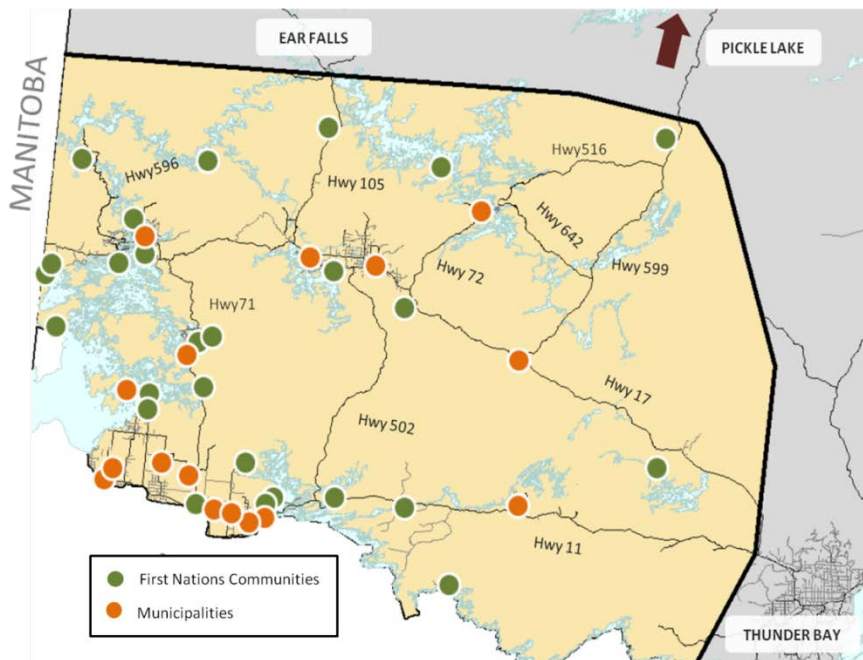 EAR FALLS
PICKLE LAKE
MANITOBA
Hwy596
Hwy516
Hwy 105
Hwy 642
Hwy 72
Hwy 599
Hwy71
Hwy 17
Hwy 502
Hwy 11
First Nations Communities
Municipalities
THUNDER BAY